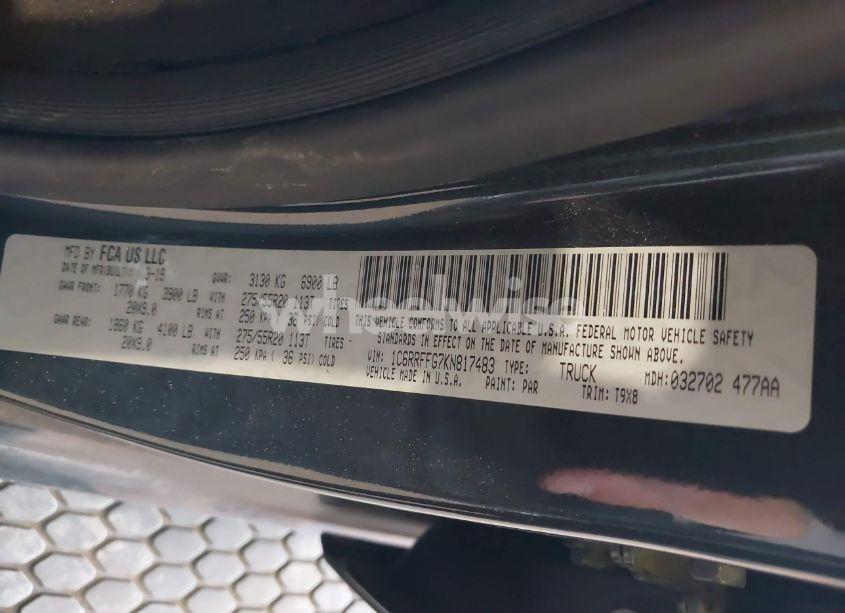 MFD BY FCA US LLC
DATE OF MFR(BUILT): 3-19 GVWR: 3130 KG 6900 LB
GAWR FRONT: 1770 KG 3900 LB WITH 275/55R20 113T TIRES
20X9.0 RIMS AT 250 KPA ( 36 PSI) COLD
GAWR REAR: 1860 KG 4100 LB WITH 275/55R20 113T TIRES
20X9.0 RIMS AT 250 KPA ( 36 PSI) COLD
THIS VEHICLE CONFORMS TO ALL APPLICABLE U.S.A. FEDERAL MOTOR VEHICLE SAFETY
STANDARDS IN EFFECT ON THE DATE OF MANUFACTURE SHOWN ABOVE.
VIN: 1C6RRFFG7KN817483 TYPE: TRUCK MDH:032702 477AA
VEHICLE MADE IN U.S.A. PAINT: PAR TRIM: T9X8
wheelwise